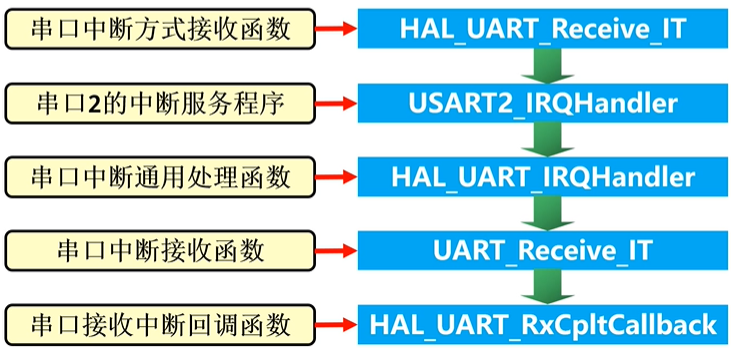 串口中断方式接收函数
HAL_UART_Receive_IT
串口2的中断服务程序
USART2_IRQHandler
串口中断通用处理函数
HAL_UART_IRQHandler
串口中断接收函数
UART_Receive_IT
串口接收中断回调函数
HAL_UART_RxCpltCallback